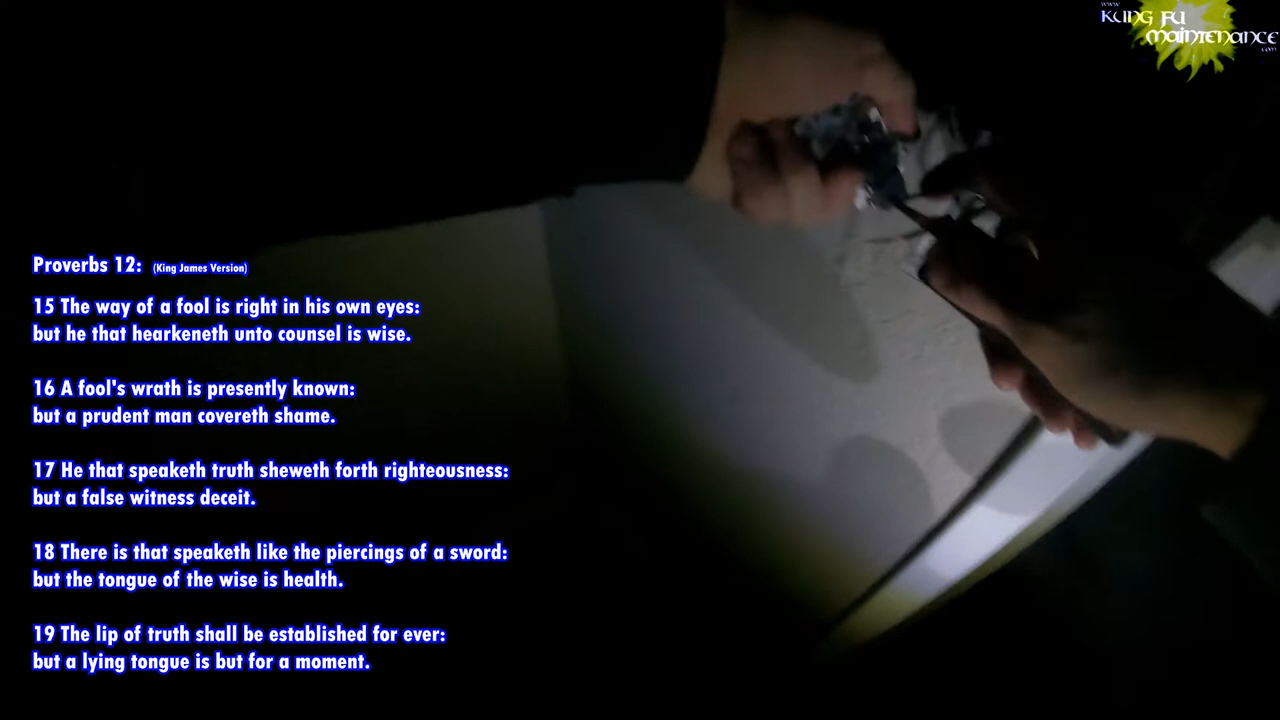 www
KUNG FU
MAINTENANCE
.com
Proverbs 12: (King James Version)
15 The way of a fool is right in his own eyes:
but he that hearkeneth unto counsel is wise.
16 A fool's wrath is presently known:
but a prudent man covereth shame.
17 He that speaketh truth sheweth forth righteousness:
but a false witness deceit.
18 There is that speaketh like the piercings of a sword:
but the tongue of the wise is health.
19 The lip of truth shall be established for ever:
but a lying tongue is but for a moment.